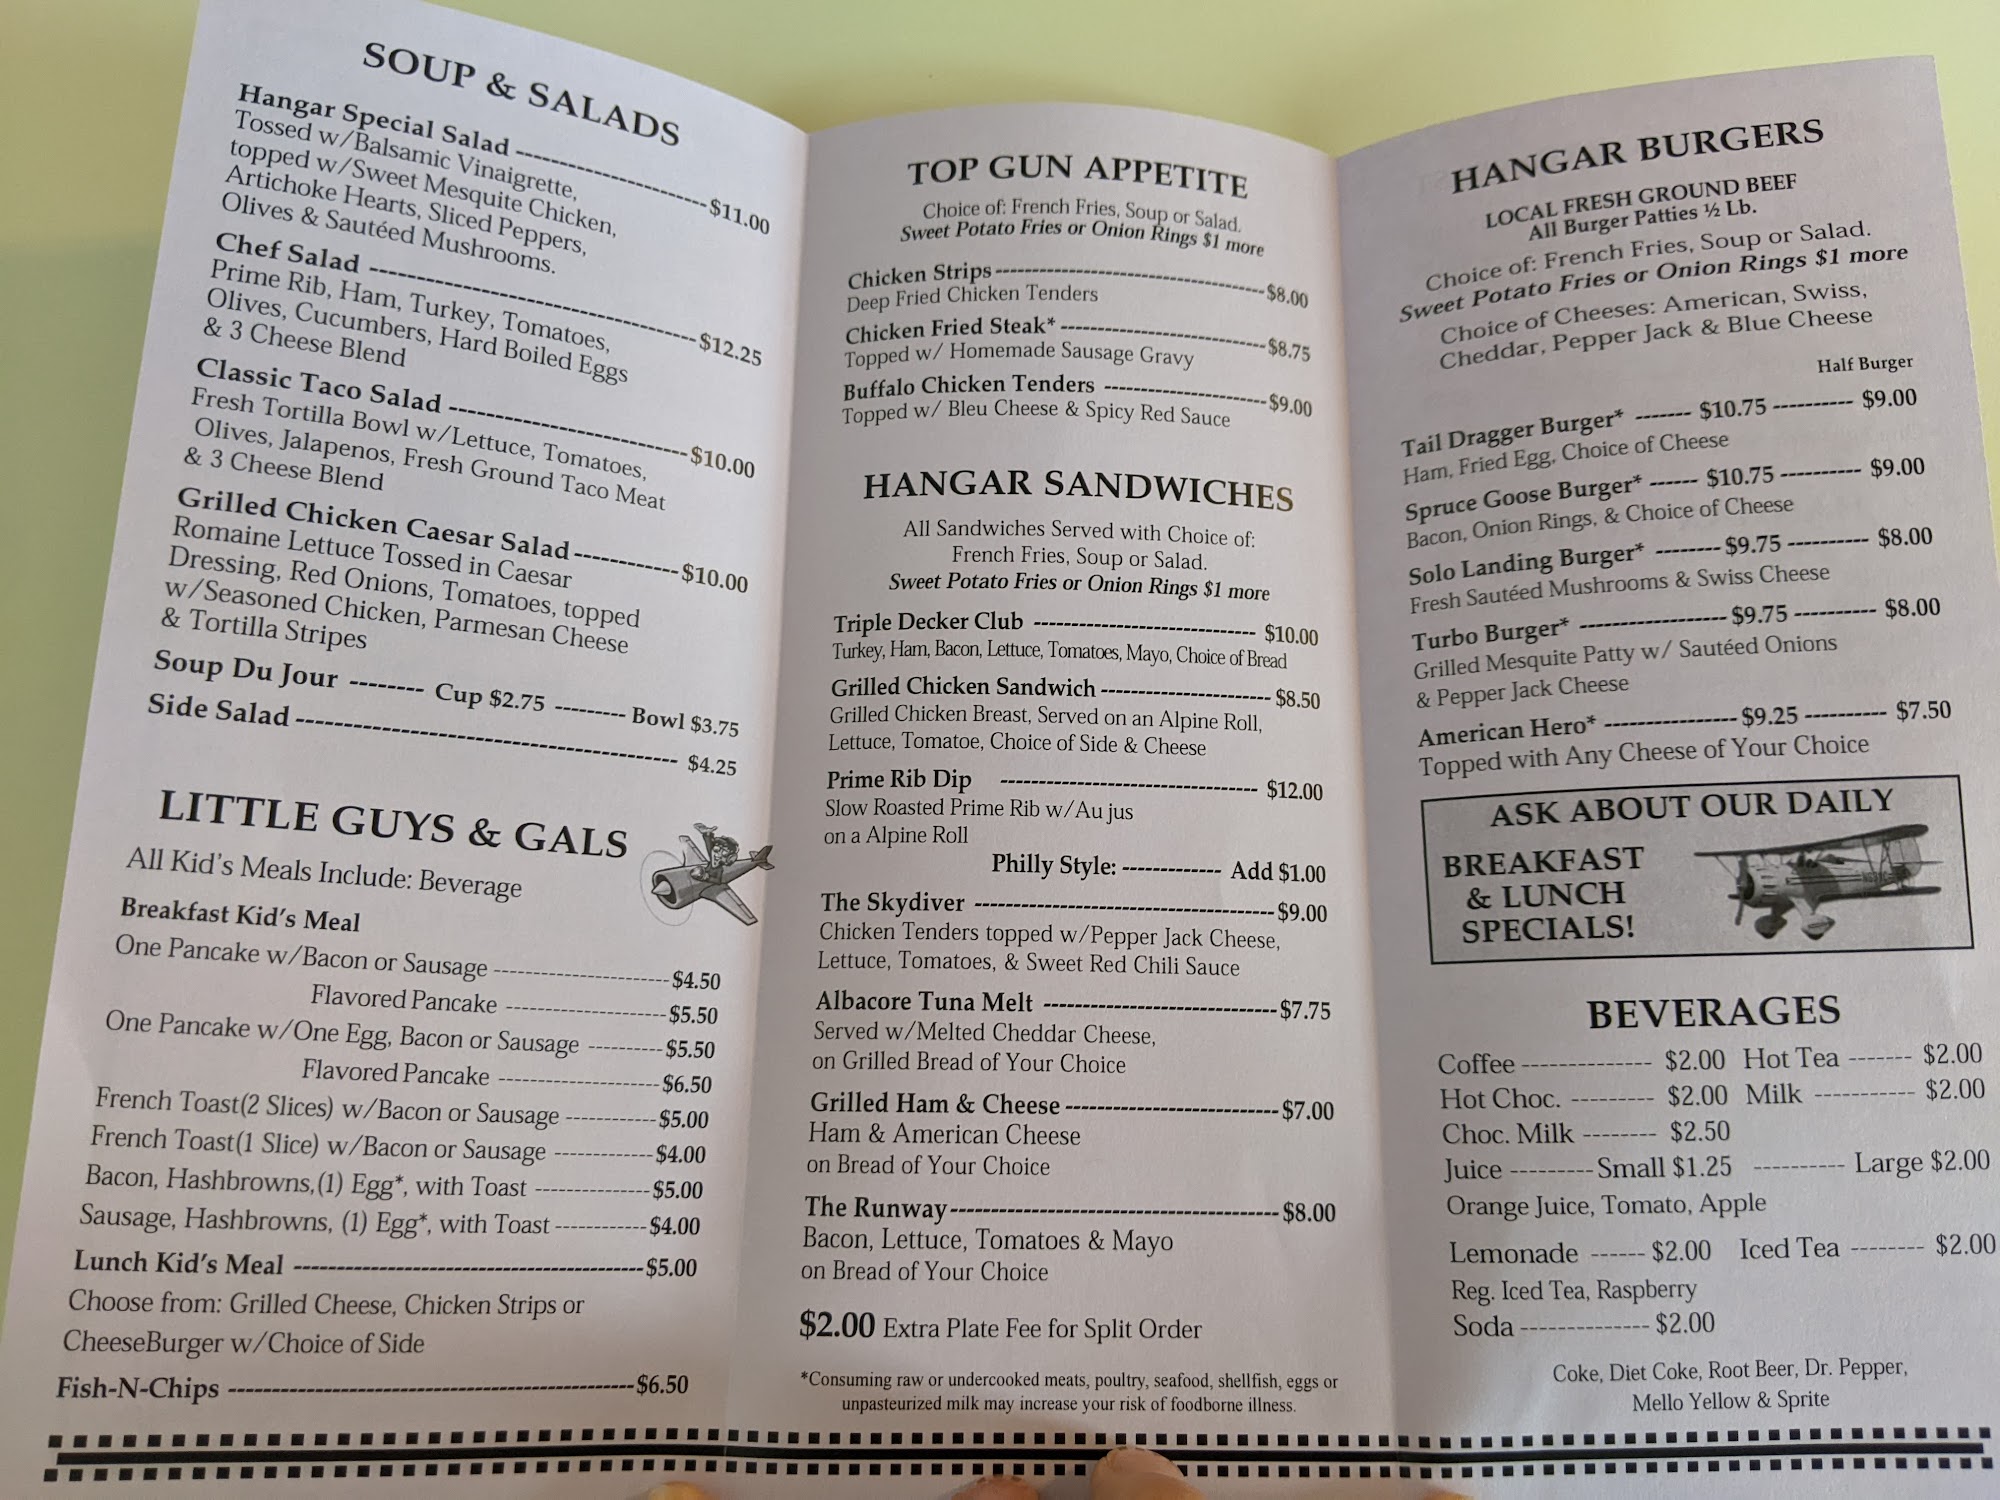 SOUP & SALADS
Hangar Special Salad ---------------------- $11.00
Tossed w/Balsamic Vinaigrette,
topped w/Sweet Mesquite Chicken,
Artichoke Hearts, Sliced Peppers,
Olives & Sautéed Mushrooms.
Chef Salad ---------------------------------- $12.25
Prime Rib, Ham, Turkey, Tomatoes,
Olives, Cucumbers, Hard Boiled Eggs
& 3 Cheese Blend
Classic Taco Salad ------------------------- $10.00
Fresh Tortilla Bowl w/Lettuce, Tomatoes,
Olives, Jalapenos, Fresh Ground Taco Meat
& 3 Cheese Blend
Grilled Chicken Caesar Salad ----------- $10.00
Romaine Lettuce Tossed in Caesar
Dressing, Red Onions, Tomatoes, topped
w/Seasoned Chicken, Parmesan Cheese
& Tortilla Stripes
Soup Du Jour -------- Cup $2.75 --------- Bowl $3.75
Side Salad --------------------------------------- $4.25
LITTLE GUYS & GALS
All Kid's Meals Include: Beverage
Breakfast Kid's Meal
One Pancake w/Bacon or Sausage ---------------------- $4.50
Flavored Pancake -------------------- $5.50
One Pancake w/One Egg, Bacon or Sausage ---------- $5.50
Flavored Pancake -------------------- $6.50
French Toast(2 Slices) w/Bacon or Sausage ------------ $5.00
French Toast(1 Slice) w/Bacon or Sausage ------------- $4.00
Bacon, Hashbrowns,(1) Egg*, with Toast --------------- $5.00
Sausage, Hashbrowns, (1) Egg*, with Toast ------------ $4.00
Lunch Kid's Meal ---------------------------------------- $5.00
Choose from: Grilled Cheese, Chicken Strips or
CheeseBurger w/Choice of Side
Fish-N-Chips ---------------------------------------------- $6.50
TOP GUN APPETITE
Choice of: French Fries, Soup or Salad.
Sweet Potato Fries or Onion Rings $1 more
Chicken Strips ---------------------------------- $8.00
Deep Fried Chicken Tenders
Chicken Fried Steak* -------------------------- $8.75
Topped w/ Homemade Sausage Gravy
Buffalo Chicken Tenders --------------------- $9.00
Topped w/ Bleu Cheese & Spicy Red Sauce
HANGAR SANDWICHES
All Sandwiches Served with Choice of:
French Fries, Soup or Salad.
Sweet Potato Fries or Onion Rings $1 more
Triple Decker Club ----------------------------- $10.00
Turkey, Ham, Bacon, Lettuce, Tomatoes, Mayo, Choice of Bread
Grilled Chicken Sandwich ---------------------- $8.50
Grilled Chicken Breast, Served on an Alpine Roll,
Lettuce, Tomatoe, Choice of Side & Cheese
Prime Rib Dip --------------------------------- $12.00
Slow Roasted Prime Rib w/Au jus
on a Alpine Roll
Philly Style: ------------- Add $1.00
The Skydiver --------------------------------------- $9.00
Chicken Tenders topped w/Pepper Jack Cheese,
Lettuce, Tomatoes, & Sweet Red Chili Sauce
Albacore Tuna Melt ------------------------------ $7.75
Served w/Melted Cheddar Cheese,
on Grilled Bread of Your Choice
Grilled Ham & Cheese --------------------------- $7.00
Ham & American Cheese
on Bread of Your Choice
The Runway ----------------------------------------- $8.00
Bacon, Lettuce, Tomatoes & Mayo
on Bread of Your Choice
$2.00 Extra Plate Fee for Split Order
*Consuming raw or undercooked meats, poultry, seafood, shellfish, eggs or
unpasteurized milk may increase your risk of foodborne illness.
HANGAR BURGERS
LOCAL FRESH GROUND BEEF
All Burger Patties ½ Lb.
Choice of: French Fries, Soup or Salad.
Sweet Potato Fries or Onion Rings $1 more
Choice of Cheeses: American, Swiss,
Cheddar, Pepper Jack & Blue Cheese
Half Burger
Tail Dragger Burger* ------- $10.75 ---------- $9.00
Ham, Fried Egg, Choice of Cheese
Spruce Goose Burger* ------ $10.75 ---------- $9.00
Bacon, Onion Rings, & Choice of Cheese
Solo Landing Burger* -------- $9.75 ---------- $8.00
Fresh Sautéed Mushrooms & Swiss Cheese
Turbo Burger* ------------------ $9.75 ---------- $8.00
Grilled Mesquite Patty w/ Sautéed Onions
& Pepper Jack Cheese
American Hero* ---------------- $9.25 ---------- $7.50
Topped with Any Cheese of Your Choice
ASK ABOUT OUR DAILY
BREAKFAST
& LUNCH
SPECIALS!
BEVERAGES
Coffee -------------- $2.00 Hot Tea ------- $2.00
Hot Choc. --------- $2.00 Milk ----------- $2.00
Choc. Milk -------- $2.50
Juice --------- Small $1.25 ---------- Large $2.00
Orange Juice, Tomato, Apple
Lemonade ------ $2.00 Iced Tea -------- $2.00
Reg. Iced Tea, Raspberry
Soda -------------- $2.00
Coke, Diet Coke, Root Beer, Dr. Pepper,
Mello Yellow & Sprite